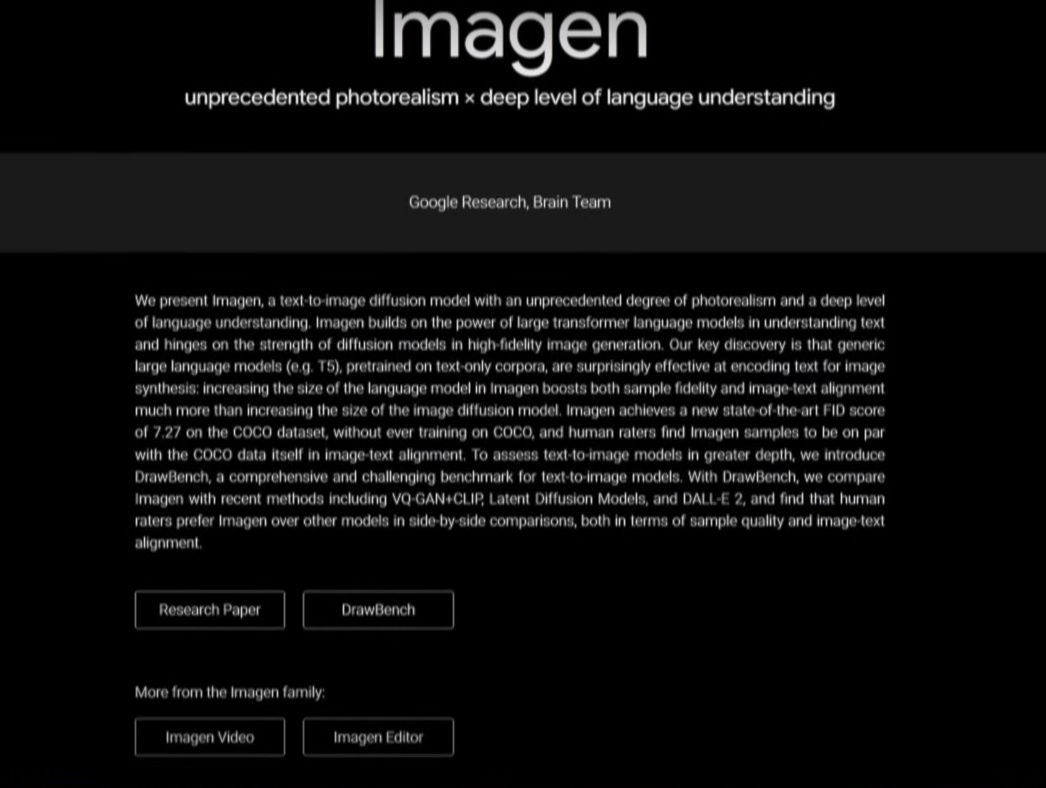 Imagen
unprecedented photorealism × deep level of language understanding
Google Research, Brain Team
We present Imagen, a text-to-image diffusion model with an unprecedented degree of photorealism and a deep level
of language understanding. Imagen builds on the power of large transformer language models in understanding text
and hinges on the strength of diffusion models in high-fidelity image generation. Our key discovery is that generic
large language models (e.g. T5), pretrained on text-only corpora, are surprisingly effective at encoding text for image
synthesis: increasing the size of the language model in Imagen boosts both sample fidelity and image-text alignment
much more than increasing the size of the image diffusion model. Imagen achieves a new state-of-the-art FID score
of 7.27 on the COCO dataset, without ever training on COCO, and human raters find Imagen samples to be on par
with the COCO data itself in image-text alignment. To assess text-to-image models in greater depth, we introduce
DrawBench, a comprehensive and challenging benchmark for text-to-image models. With DrawBench, we compare
Imagen with recent methods including VQ-GAN+CLIP, Latent Diffusion Models, and DALL-E 2, and find that human
raters prefer Imagen over other models in side-by-side comparisons, both in terms of sample quality and image-text
alignment.
Research Paper
DrawBench
More from the Imagen family:
Imagen Video
Imagen Editor